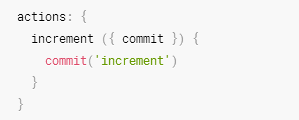 actions: {
  increment ({ commit }) {
    commit('increment')
  }
}